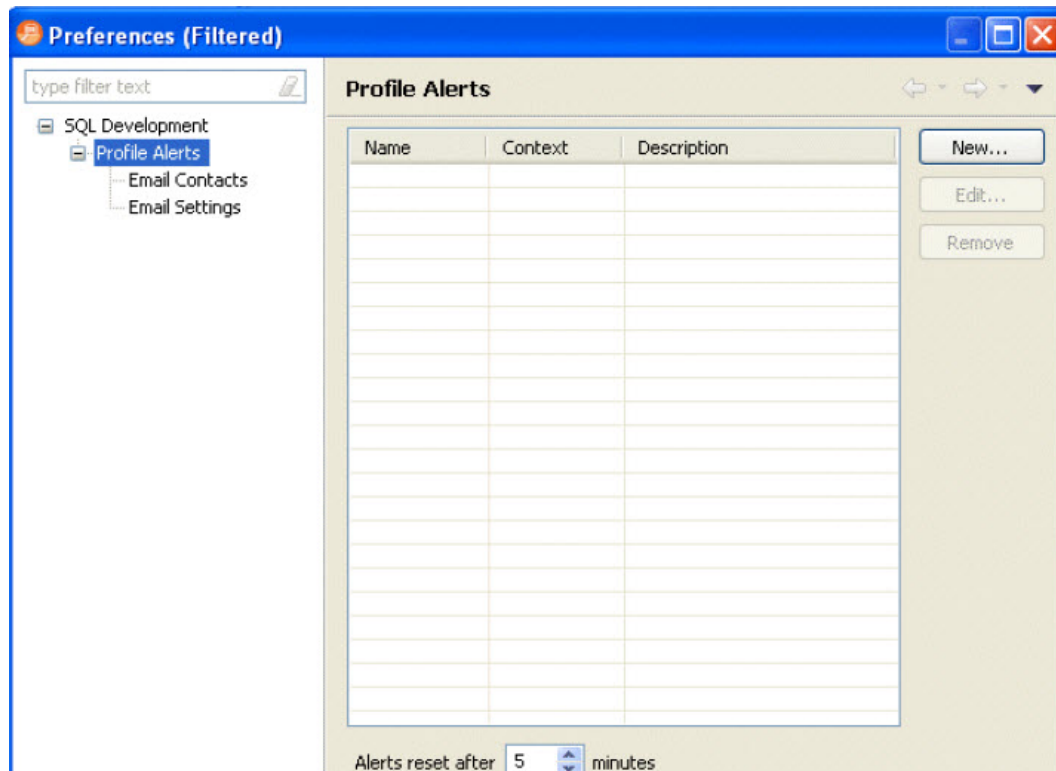 Preferences (Filtered)
type filter text
SQL Development
Profile Alerts
Email Contacts
Email Settings
Profile Alerts
Name Context Description
New...
Edit...
Remove
Alerts reset after 5 minutes